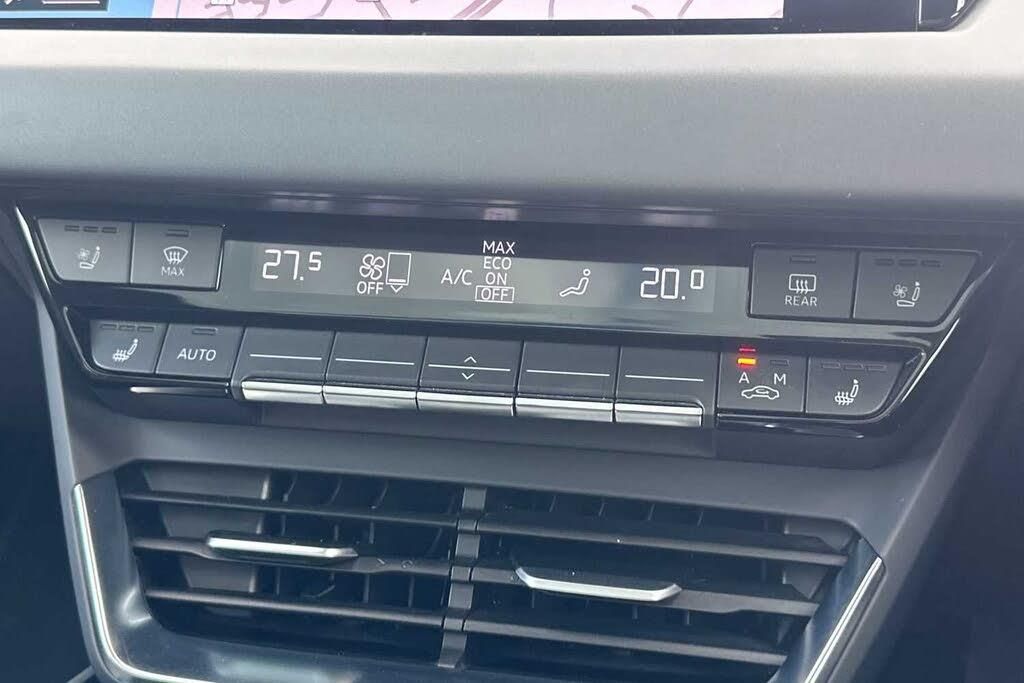 MAX
27.5
OFF
A/C
MAX
ECO
ON
OFF
20.0
REAR
AUTO
A M